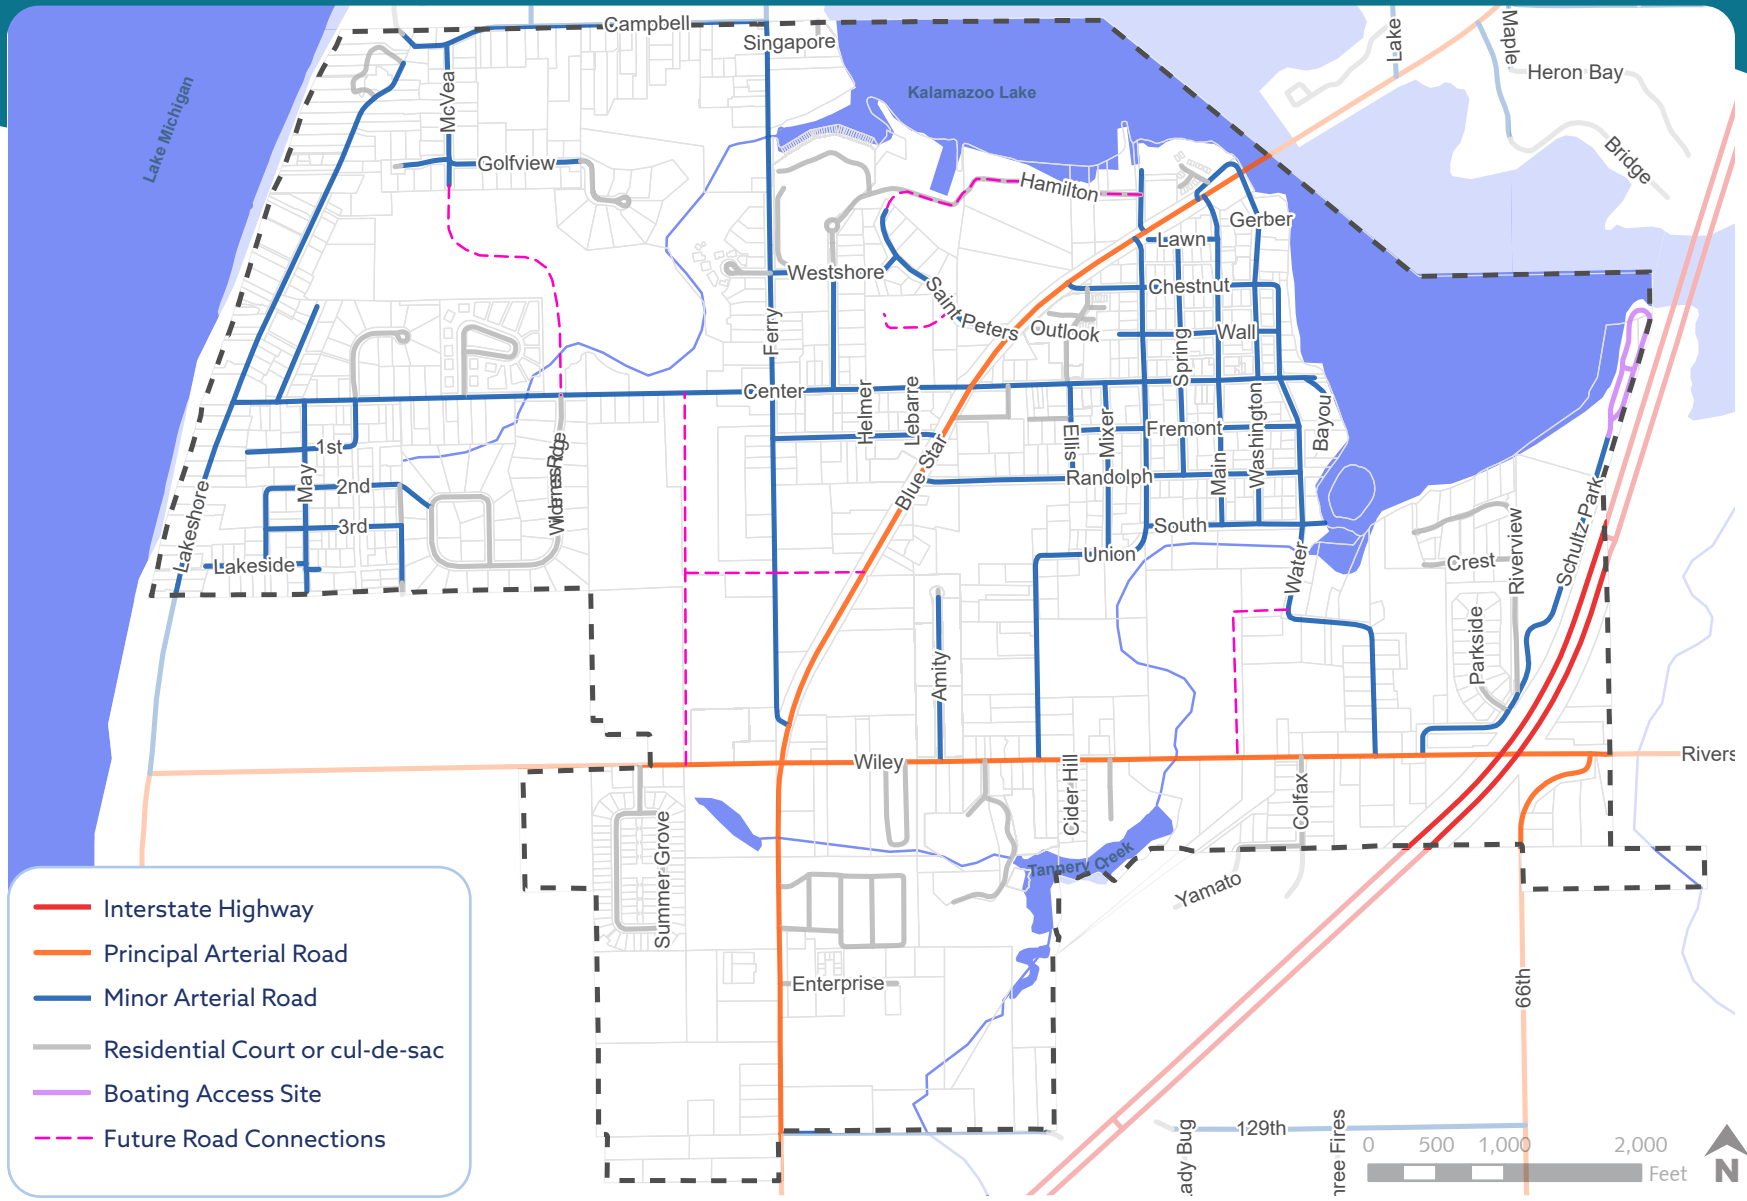 Campbell
Singapore
Lake
Maple
Heron Bay
Bridge
Kalamazoo Lake
Lake Michigan
McVea
Golfview
Hamilton
Gerber
Lawn
Westshore
Chestnut
Saint Peters
Outlook
Wall
Ferry
Spring
Center
Helmer
Lebarre
Ellis
Mixer
Fremont
Main
Washington
Bayou
1st
May
2nd
3rd
Lakeshore
Lakeside
Blue Star
Randolph
South
Union
Water
Crest
Riverview
Schultz Park
Parkside
Amity
Wiley
Cider Hill
Colfax
Rivers
Summer Grove
Tannery Creek
Yamato
Enterprise
66th
129th
Lady Bug
hree Fires
Interstate Highway
Principal Arterial Road
Minor Arterial Road
Residential Court or cul-de-sac
Boating Access Site
Future Road Connections
0 500 1,000 2,000
Feet
N